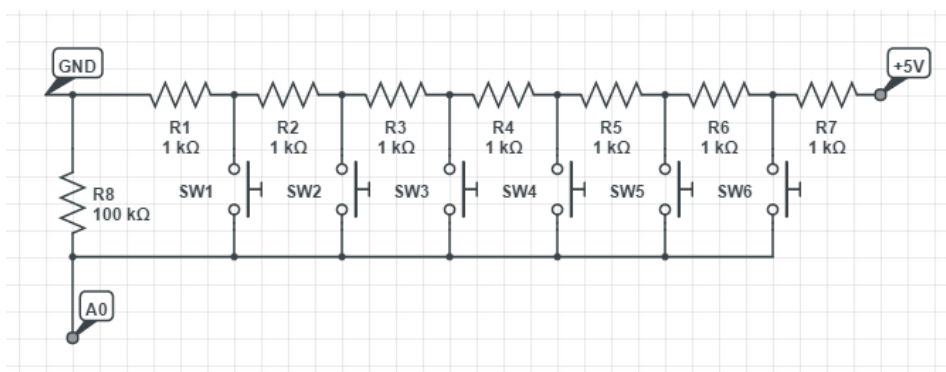 GND
+5V
R1
1 kΩ
R2
1 kΩ
R3
1 kΩ
R4
1 kΩ
R5
1 kΩ
R6
1 kΩ
R7
1 kΩ
R8
100 kΩ
SW1
SW2
SW3
SW4
SW5
SW6
A0